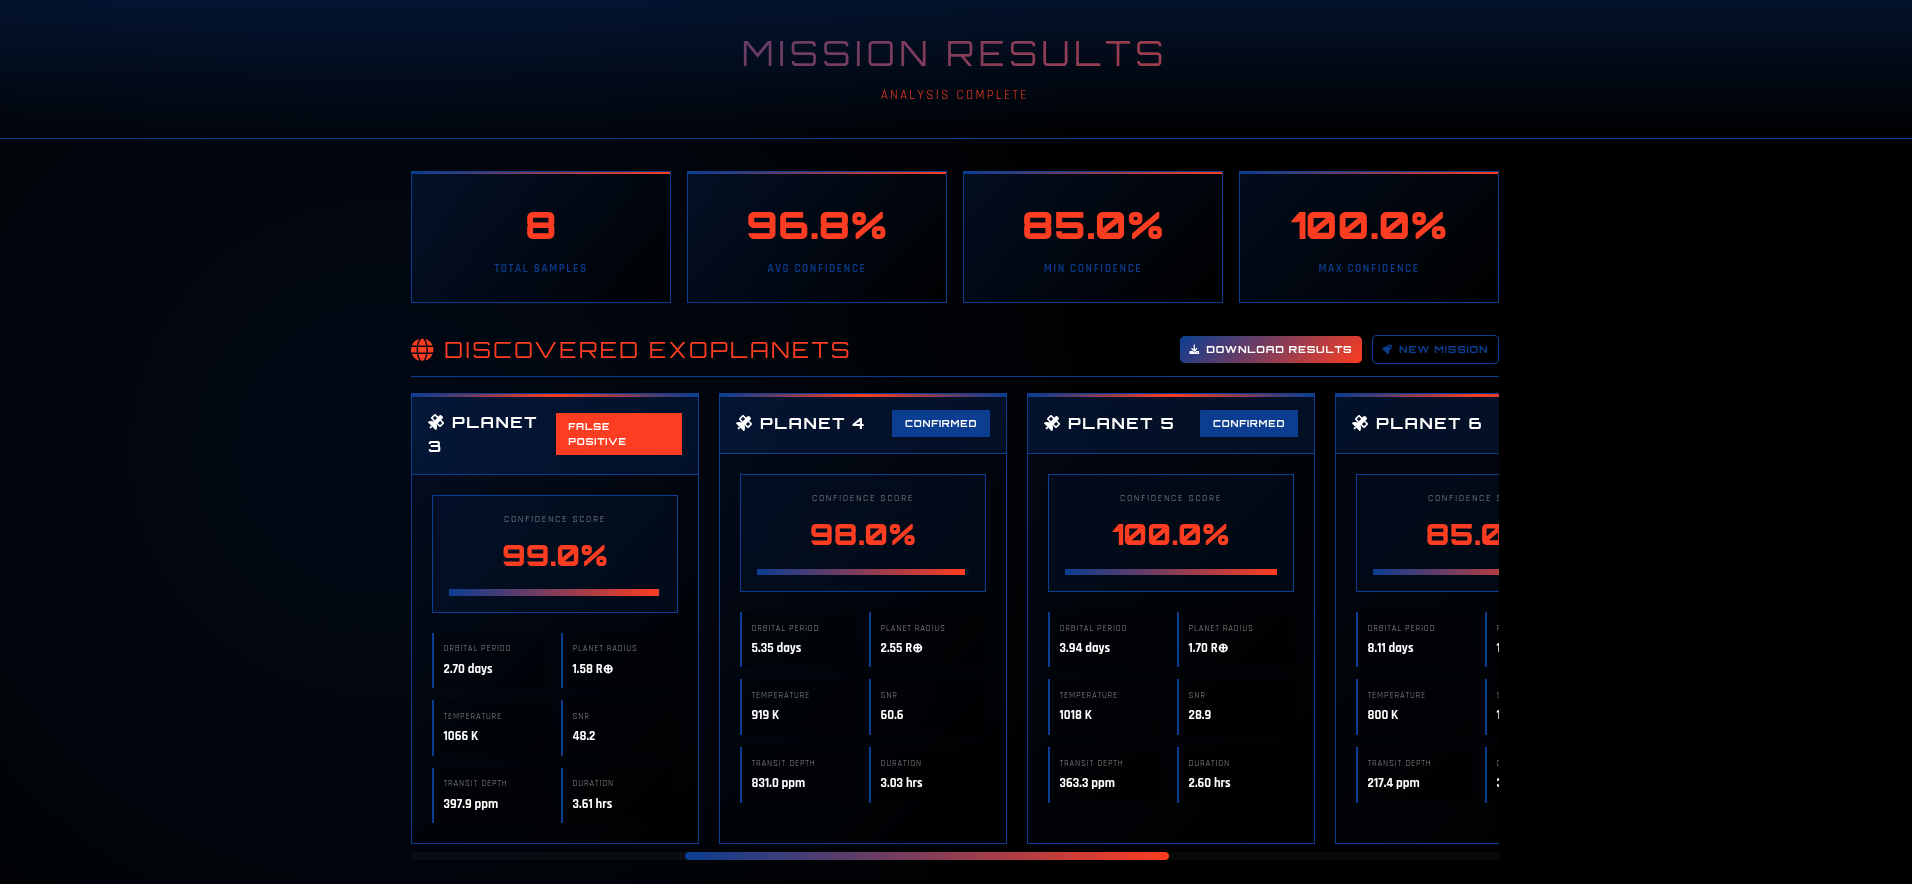 MISSION RESULTS
ANALYSIS COMPLETE
8
TOTAL SAMPLES
96.8%
AVG CONFIDENCE
85.0%
MIN CONFIDENCE
100.0%
MAX CONFIDENCE
DISCOVERED EXOPLANETS
DOWNLOAD RESULTS
NEW MISSION
PLANET
3
FALSE
POSITIVE
CONFIDENCE SCORE
99.0%
ORBITAL PERIOD
2.70 days
PLANET RADIUS
1.58 R⊕
TEMPERATURE
1066 K
SNR
48.2
TRANSIT DEPTH
397.9 ppm
DURATION
3.61 hrs
PLANET 4
CONFIRMED
CONFIDENCE SCORE
98.0%
ORBITAL PERIOD
5.35 days
PLANET RADIUS
2.55 R⊕
TEMPERATURE
919 K
SNR
60.6
TRANSIT DEPTH
831.0 ppm
DURATION
3.03 hrs
PLANET 5
CONFIRMED
CONFIDENCE SCORE
100.0%
ORBITAL PERIOD
3.94 days
PLANET RADIUS
1.70 R⊕
TEMPERATURE
1018 K
SNR
28.9
TRANSIT DEPTH
363.3 ppm
DURATION
2.60 hrs
PLANET 6
CONFIDENCE
85.0
ORBITAL PERIOD
8.11 days
TEMPERATURE
800 K
TRANSIT DEPTH
217.4 ppm